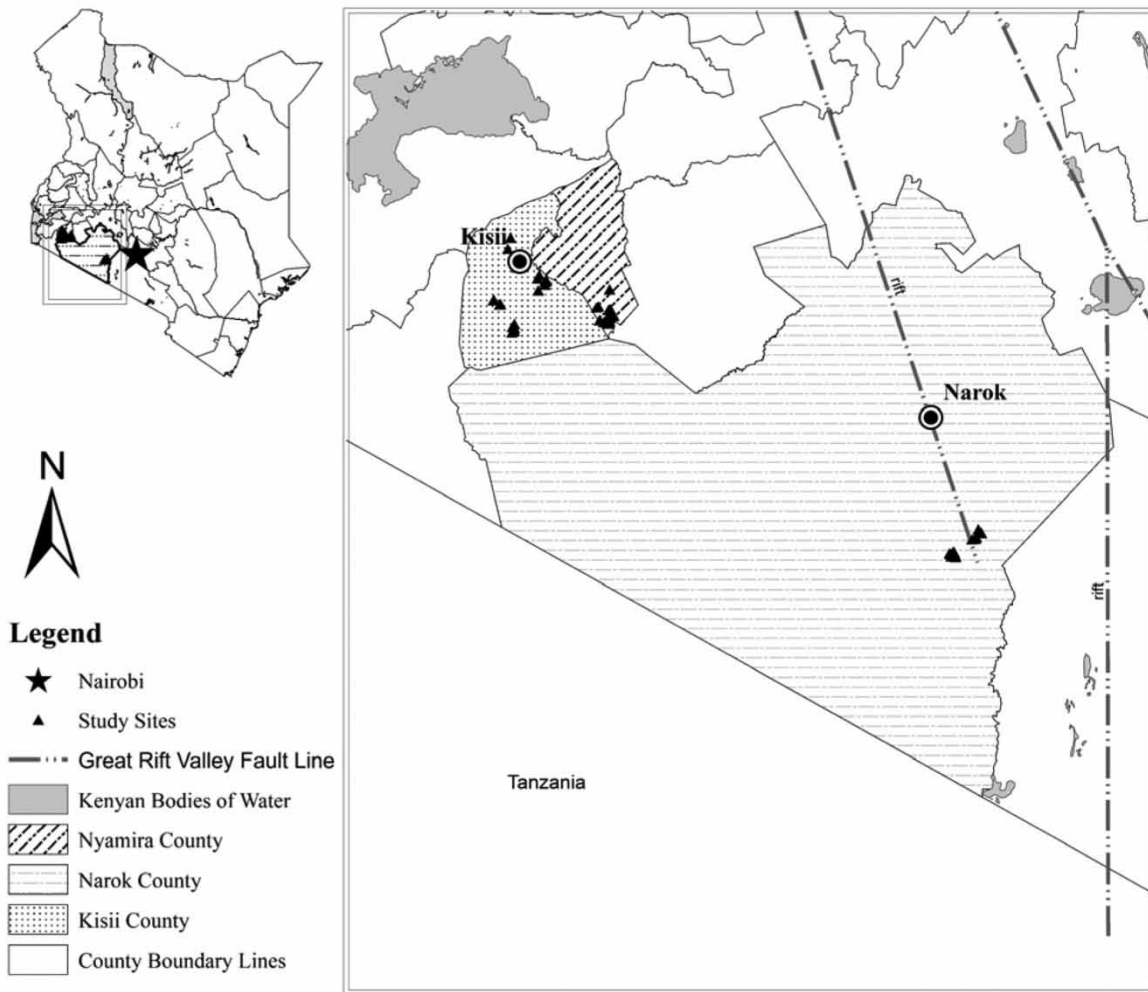 Kisii
rift
Narok
rift
Tanzania
N
Legend
Nairobi
Study Sites
Great Rift Valley Fault Line
Kenyan Bodies of Water
Nyamira County
Narok County
Kisii County
County Boundary Lines